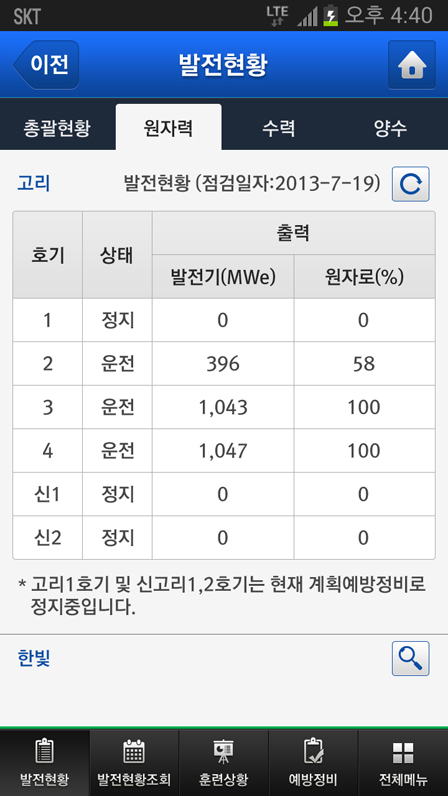 SKT LTE 오후 4:40
이전 발전현황
총괄현황 원자력 수력 양수
고리 발전현황 (점검일자:2013-7-19)
호기 상태 출력
발전기(MWe) 원자로(%)
1 정지 0 0
2 운전 396 58
3 운전 1,043 100
4 운전 1,047 100
신1 정지 0 0
신2 정지 0 0
* 고리1호기 및 신고리1,2호기는 현재 계획예방정비로
정지중입니다.
한빛
발전현황 발전현황조회 훈련상황 예방정비 전체메뉴